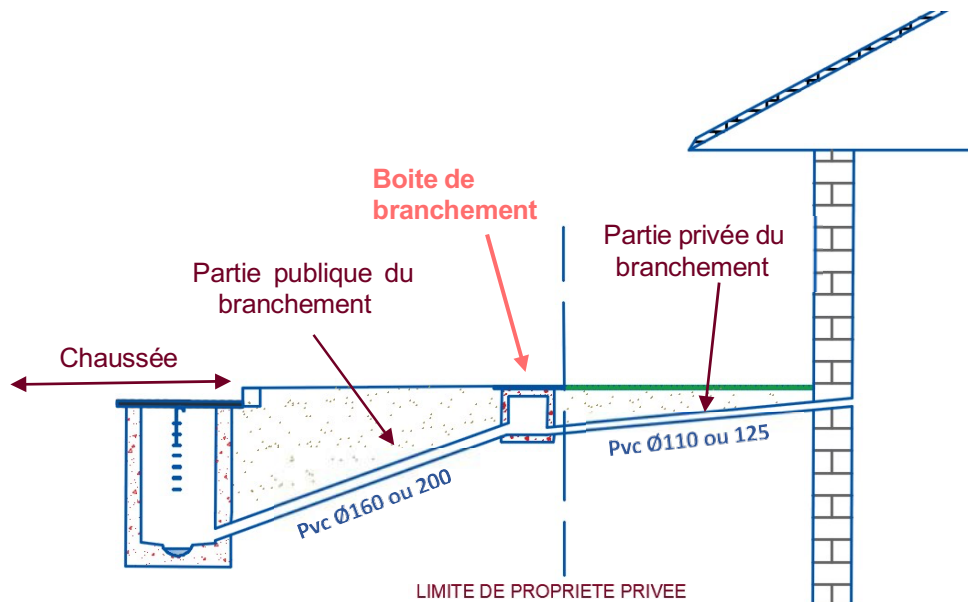 Boite de
branchement
Partie privée du
branchement
Partie publique du
branchement
Chaussée
Pvc Ø110 ou 125
Pvc Ø160 ou 200
LIMITE DE PROPRIETE PRIVEE